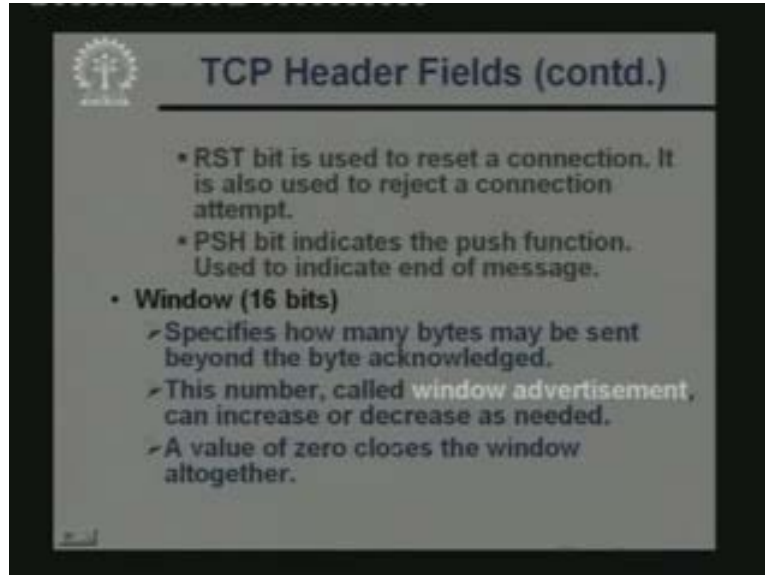 TCP Header Fields (contd.)
• RST bit is used to reset a connection. It
is also used to reject a connection
attempt.
• PSH bit indicates the push function.
Used to indicate end of message.
• Window (16 bits)
➢Specifies how many bytes may be sent
beyond the byte acknowledged.
➢This number, called window advertisement,
can increase or decrease as needed.
➢A value of zero closes the window
altogether.